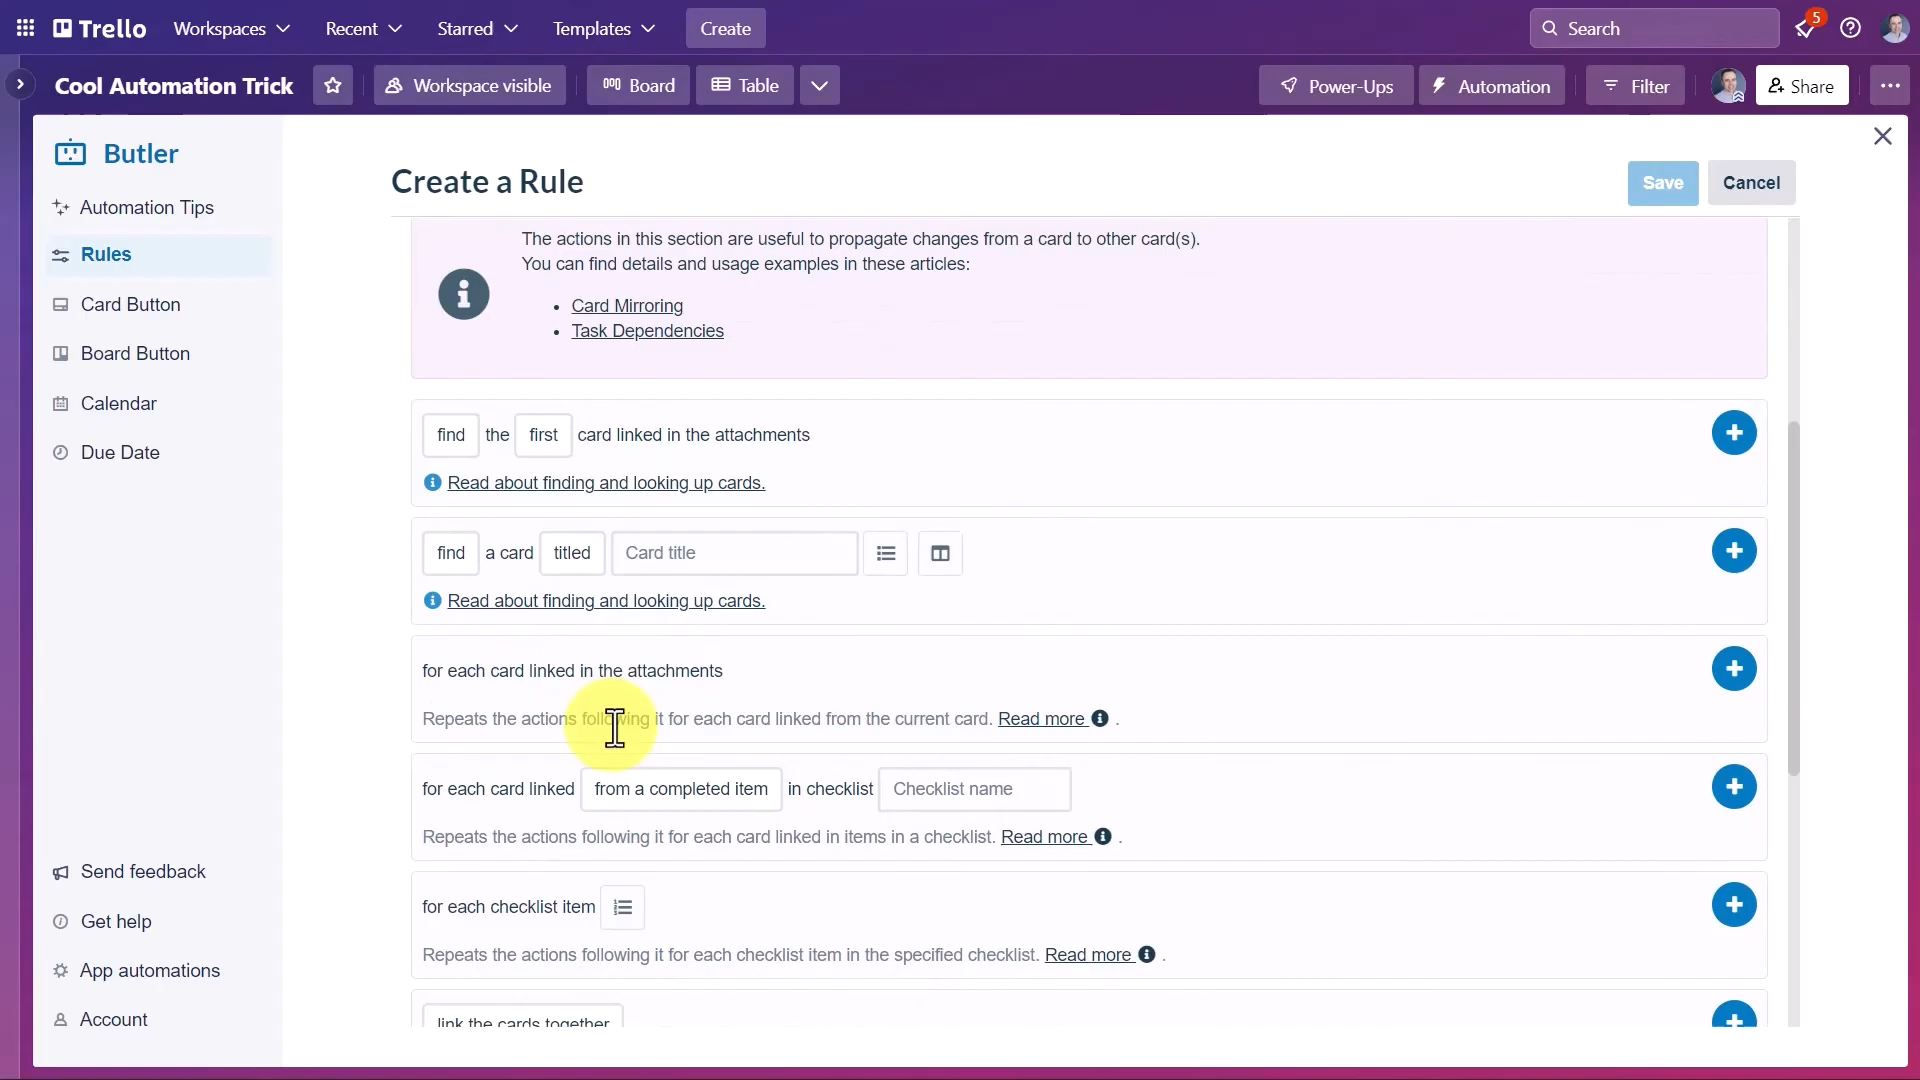 Trello
Workspaces
Recent
Starred
Templates
Create
Search
5
Cool Automation Trick
Workspace visible
Board
Table
Power-Ups
Automation
Filter
Share
Butler
Automation Tips
Rules
Card Button
Board Button
Calendar
Due Date
Send feedback
Get help
App automations
Account
Create a Rule
Save
Cancel
The actions in this section are useful to propagate changes from a card to other card(s).
You can find details and usage examples in these articles:
• Card Mirroring
• Task Dependencies
find the first card linked in the attachments
Read about finding and looking up cards.
find a card titled Card title
Read about finding and looking up cards.
for each card linked in the attachments
Repeats the actions following it for each card linked from the current card. Read more .
for each card linked from a completed item in checklist Checklist name
Repeats the actions following it for each card linked in items in a checklist. Read more .
for each checklist item
Repeats the actions following it for each checklist item in the specified checklist. Read more .
link the cards together